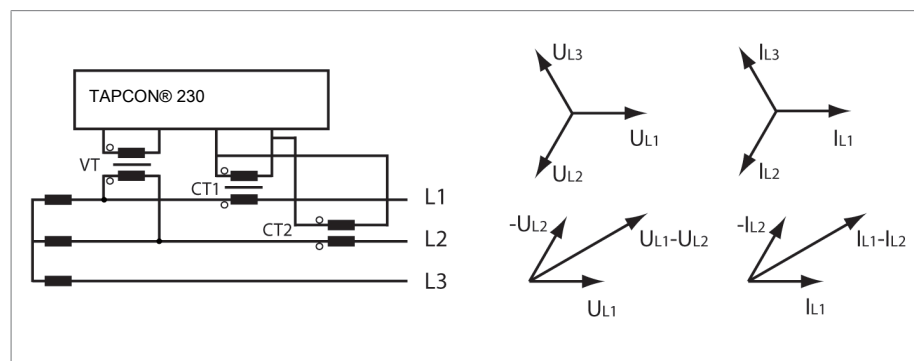 TAPCON® 230
VT
CT1
CT2
L1
L2
L3
UL3
UL1
UL2
IL3
IL1
IL2
-UL2
UL1-UL2
UL1
-IL2
IL1-IL2
IL1